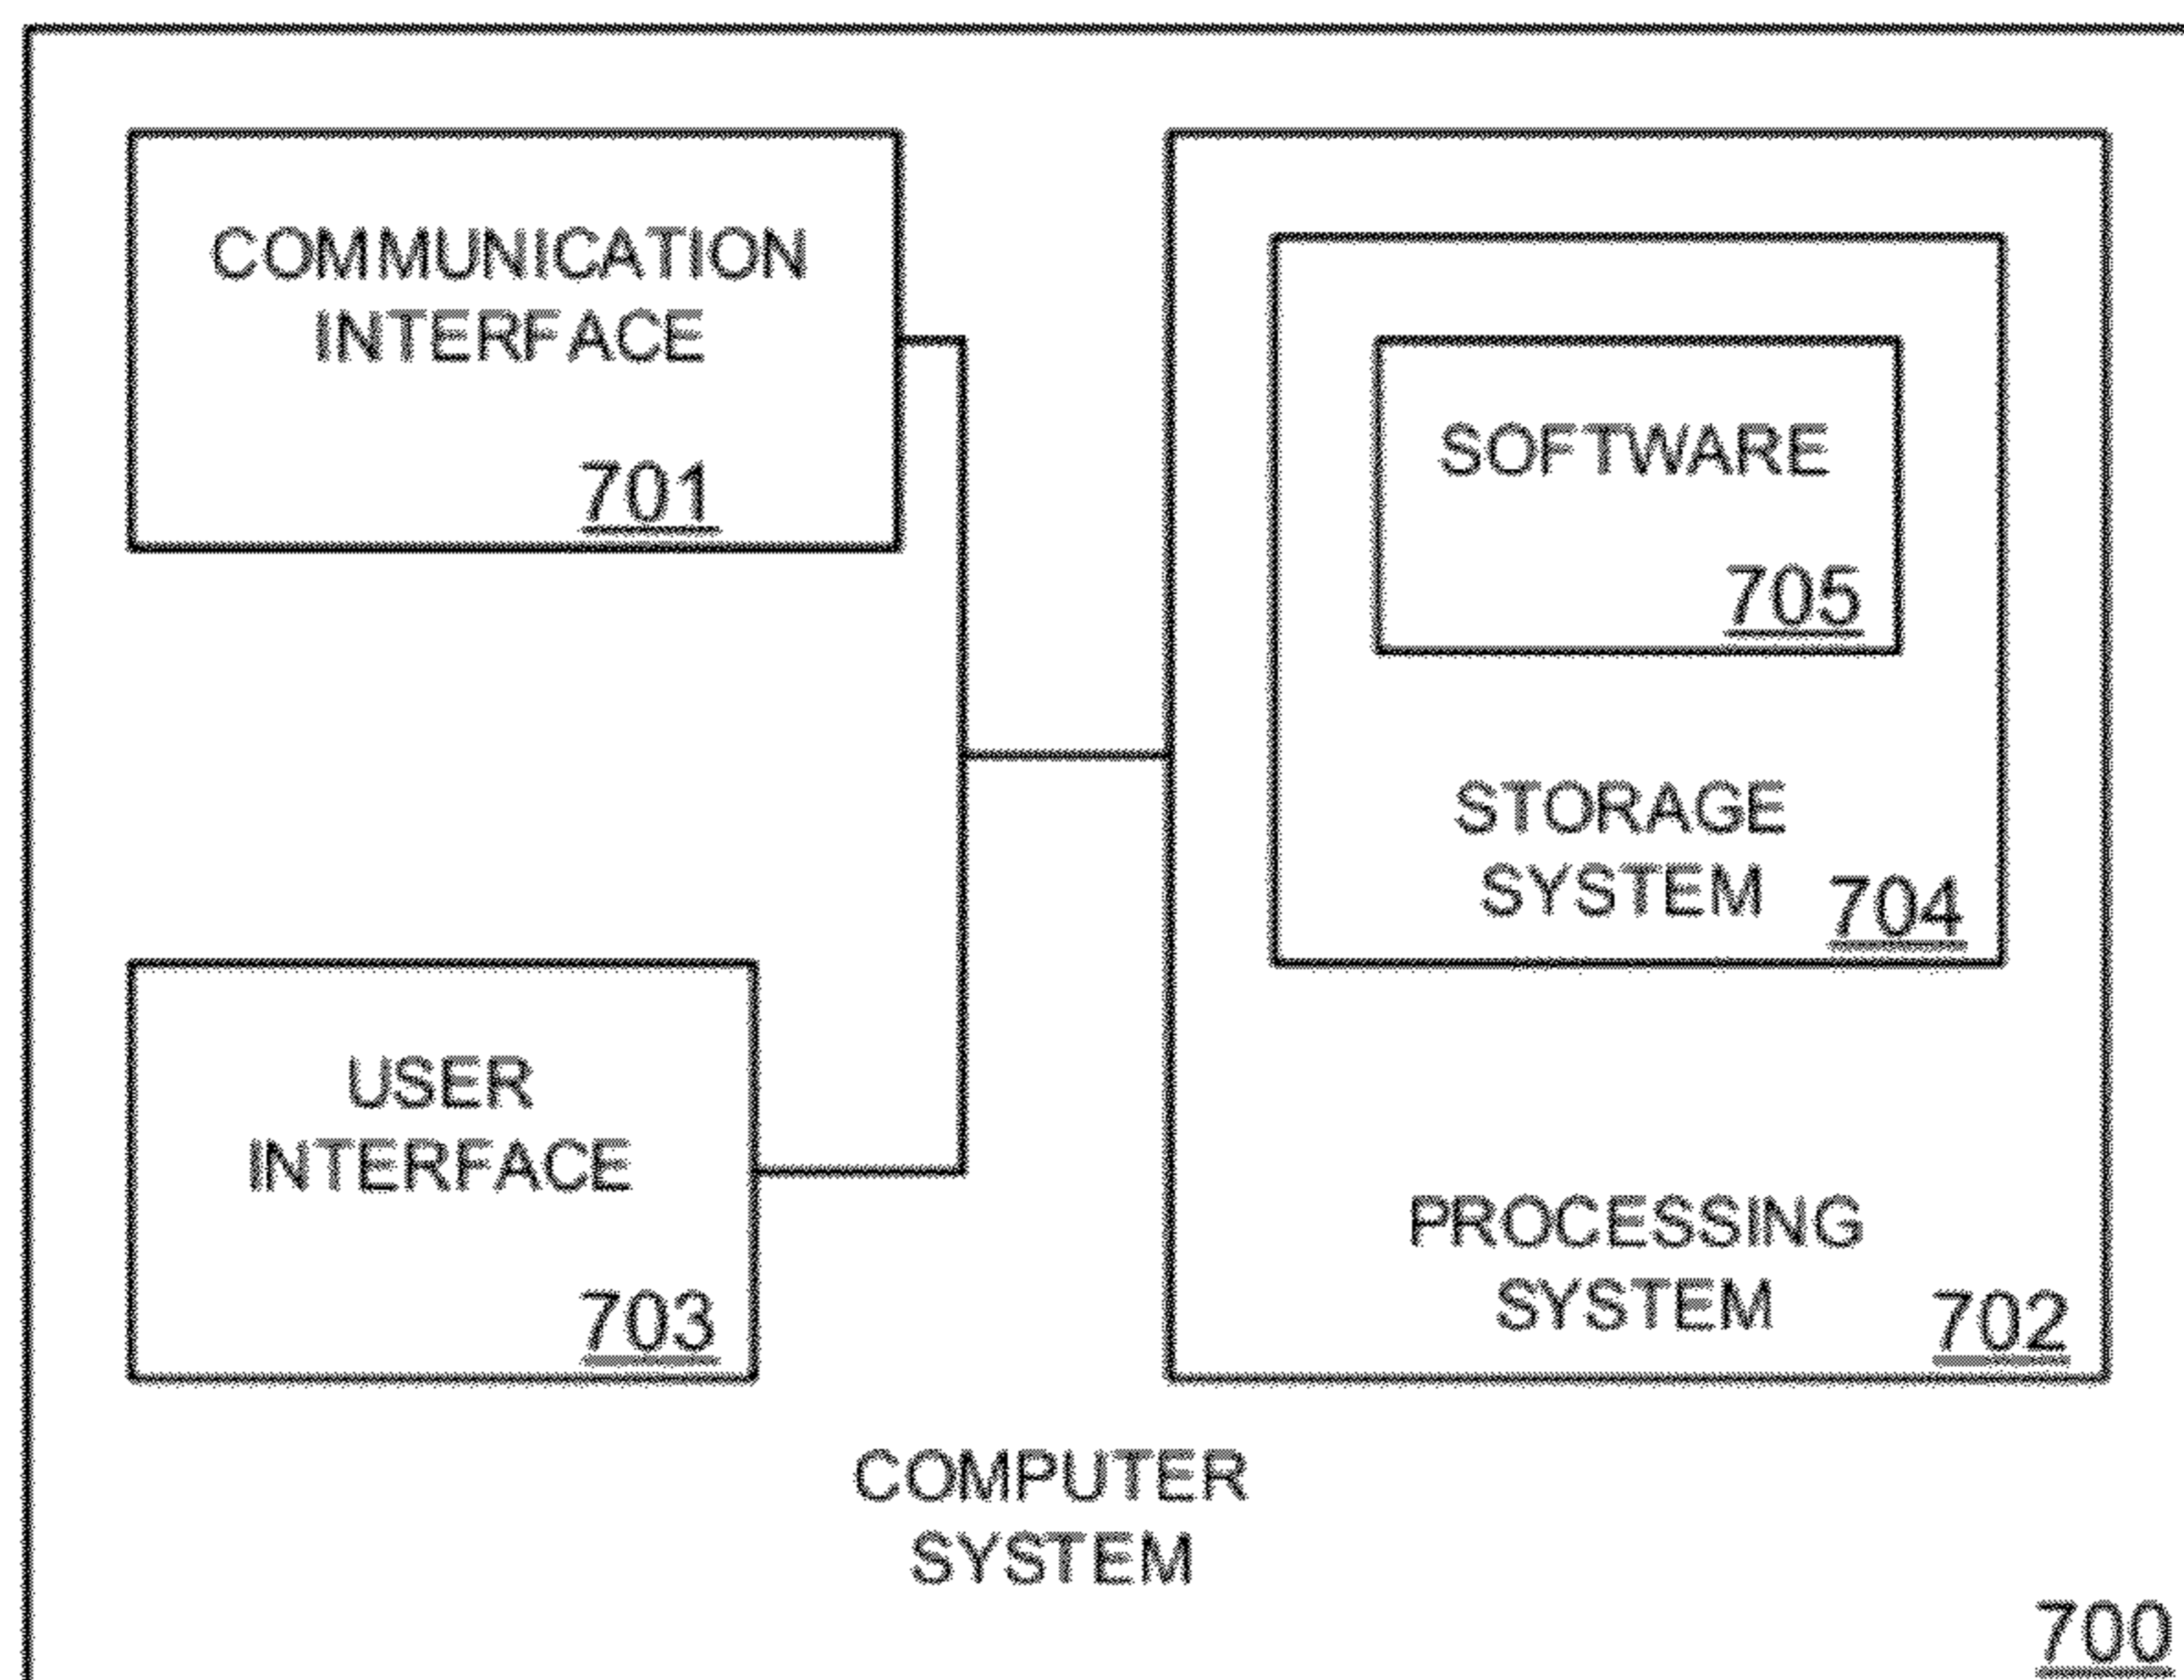 COMMUNICATION
INTERFACE
701
SOFTWARE
705
STORAGE
SYSTEM
704
USER
INTERFACE
703
PROCESSING
SYSTEM
702
COMPUTER
SYSTEM
700